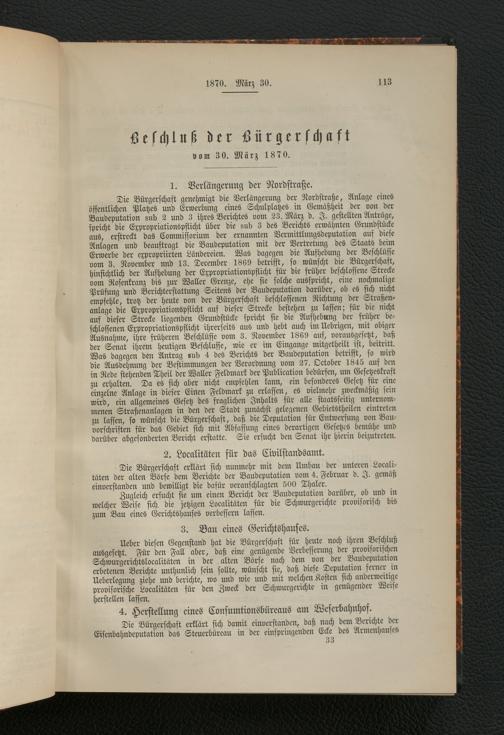 1870. März 30.
113
Beschluß der Bürgerschaft
vom 30. März 1870.
1. Verlängerung der Nordstraße.
Die Bürgerschaft genehmigt die Verlängerung der Nordstraße, Anlage eines
öffentlichen Platzes und Erwerbung eines Schulplatzes in Gemäßheit der von der
Baudeputation sub 2 und 3 ihres Berichts vom 23. März d. J. gestellten Anträge,
spricht die Expropriationspflicht über die sub 3 des Berichts erwähnten Grundstücke
aus, erstreckt das Commissorium der ernannten Vermittlungsdeputation auf diese
Anlagen und beauftragt die Baudeputation mit der Vertretung des Staats beim
Erwerbe der expropriirten Ländereien. Was dagegen die Aufhebung der Beschlüsse
vom 3. November und 13. December 1869 betrifft, so wünscht die Bürgerschaft,
hinsichtlich der Aufhebung der Expropriationspflicht für die früher beschlossene Strecke
vom Rosenkranz bis zur Waller Grenze, ehe sie solche ausspricht, eine nochmalige
Prüfung und Berichterstattung Seitens der Baudeputation darüber, ob es sich nicht
empfehle, trotz der heute von der Bürgerschaft beschlossenen Richtung der Straßen-
anlage die Expropriationspflicht auf dieser Strecke bestehen zu lassen; für die nicht
auf dieser Strecke liegenden Grundstücke spricht sie die Aufhebung der früher be-
schlossenen Expropriationspflicht ihrerseits aus und hebt auch im Uebrigen, mit obiger
Ausnahme, ihre früheren Beschlüsse vom 3. November 1869 auf, vorausgesetzt, daß
der Senat ihrem heutigen Beschlusse, wie er im Eingange mitgetheilt ist, beitritt.
Was dagegen den Antrag sub 4 des Berichts der Baudeputation betrifft, so wird
die Ausdehnung der Bestimmungen der Verordnung vom 27. October 1845 auf den
in Rede stehenden Theil der Waller Feldmark der Publication bedürfen, um Gesetzeskraft
zu erhalten. Da es sich aber nicht empfehlen kann, ein besonderes Gesetz für eine
einzelne Anlage in dieser Einen Feldmark zu erlassen, es vielmehr zweckmäßig sein
wird, ein allgemeines Gesetz des fraglichen Inhalts für alle staatsseitig unternom-
menen Straßenanlagen in den der Stadt zunächst gelegenen Gebietstheilen eintreten
zu lassen, so wünscht die Bürgerschaft, daß die Deputation für Entwerfung von Bau-
vorschriften für das Gebiet sich mit Abfassung eines derartigen Gesetzes bemühe und
darüber abgesonderten Bericht erstatte. Sie ersucht den Senat ihr hierin beizutreten.
2. Localitäten für das Civilstandsamt.
Die Bürgerschaft erklärt sich nunmehr mit dem Umbau der unteren Locali-
täten der alten Börse dem Berichte der Baudeputation vom 4. Februar d. J. gemäß
einverstanden und bewilligt die dafür veranschlagten 500 Thaler.
Zugleich ersucht sie um einen Bericht der Baudeputation darüber, ob und in
welcher Weise sich die jetzigen Localitäten für die Schwurgerichte provisorisch bis
zum Bau eines Gerichtshauses verbessern lassen.
3. Bau eines Gerichtshauses.
Ueber diesen Gegenstand hat die Bürgerschaft für heute noch ihren Beschluß
ausgesetzt. Für den Fall aber, daß eine genügende Verbesserung der provisorischen
Schwurgerichtslocalitäten in der alten Börse nach dem von der Baudeputation
erbetenen Berichte unthunlich sein sollte, wünscht sie, daß diese Deputation ferner in
Ueberlegung ziehe und berichte, wo und wie und mit welchen Kosten sich anderweitige
provisorische Localitäten für den Zweck der Schwurgerichte in genügender Weise
herstellen lassen.
4. Herstellung eines Consumtionsbüreaus am Weserbahnhof.
Die Bürgerschaft erklärt sich damit einverstanden, daß nach dem Berichte der
Eisenbahndeputation das Steuerbüreau in der einspringenden Ecke des Armenhauses
33